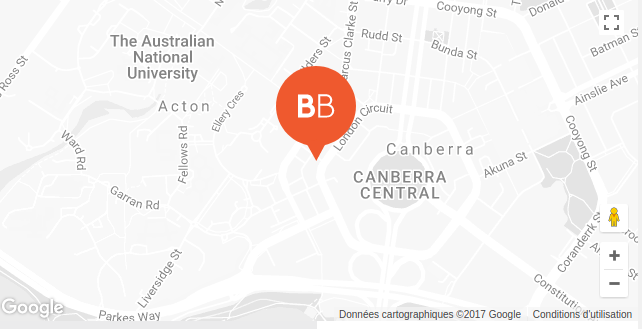 Cooyong St
Donald
Rudd St
Bunda St
Batman S
Marcus Clarke St
The Australian
National
University
Ross St
Acton
Ellery Cres
BB
London Circuit
Ainslie Ave
Cooyong St
Ward Rd
Fellows Rd
Canberra
Akuna St
CANBERRA
CENTRAL
Garran Rd
Liversidge St
Parkes Way
Coranderrk S
Constitution
Google
Données cartographiques ©2017 Google
Conditions d'utilisation